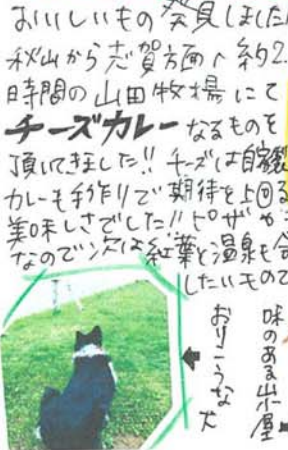 おいしいもの発見しました!
秋山から志賀方面へ約2.
時間の山田牧場にて
チーズカレーなるものを
頂いてきました!! チーズは自家製
カレーも手作りで期待を上回る
美味しさでした!! ピザや
なので次は紅葉と温泉も合
したいもので
味のある小屋
おりこうな犬